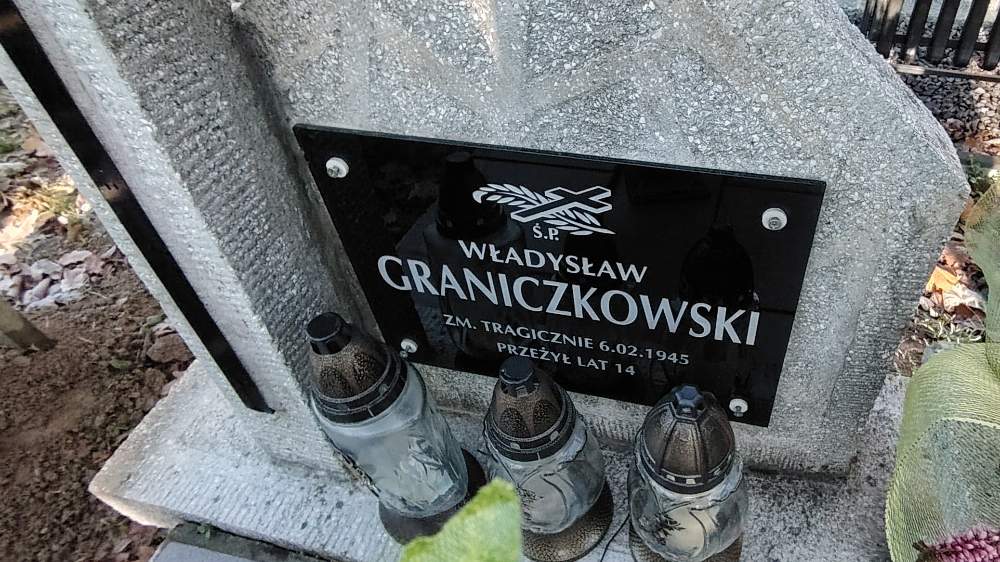 Ś.P.
WŁADYSŁAW
GRANICZKOWSKI
ZM. TRAGICZNIE 6.02.1945
PRZEŻYŁ LAT 14